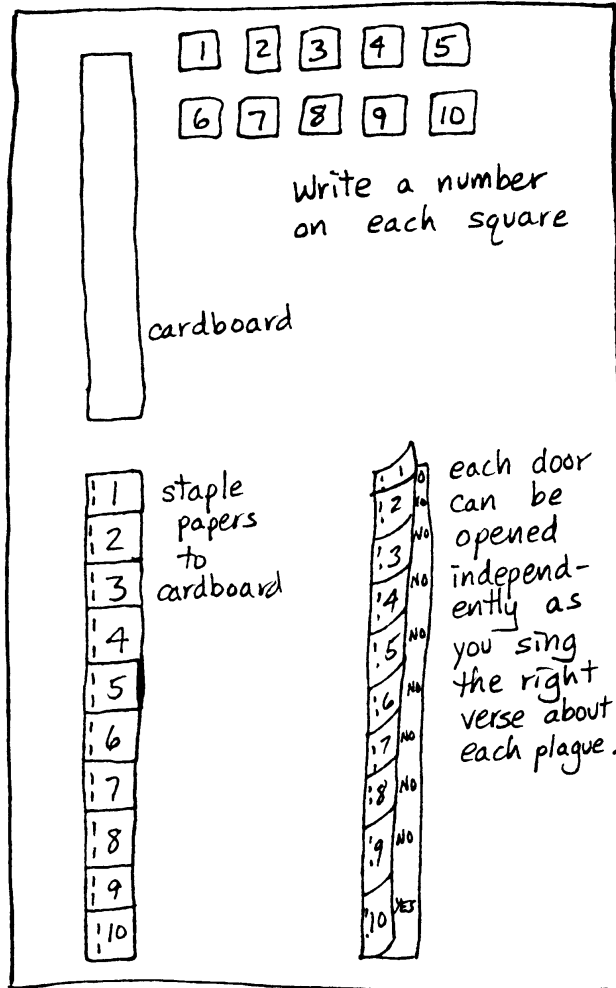 1 2 3 4 5
6 7 8 9 10
Write a number
on each square
cardboard
1
2
3
4
5
6
7
8
9
10
staple
papers
to
cardboard
1
2 NO
3 NO
4 NO
5 NO
6 NO
7 NO
8 NO
9 NO
10 YES
each door
can be
opened
independ-
ently as
you sing
the right
verse about
each plague.